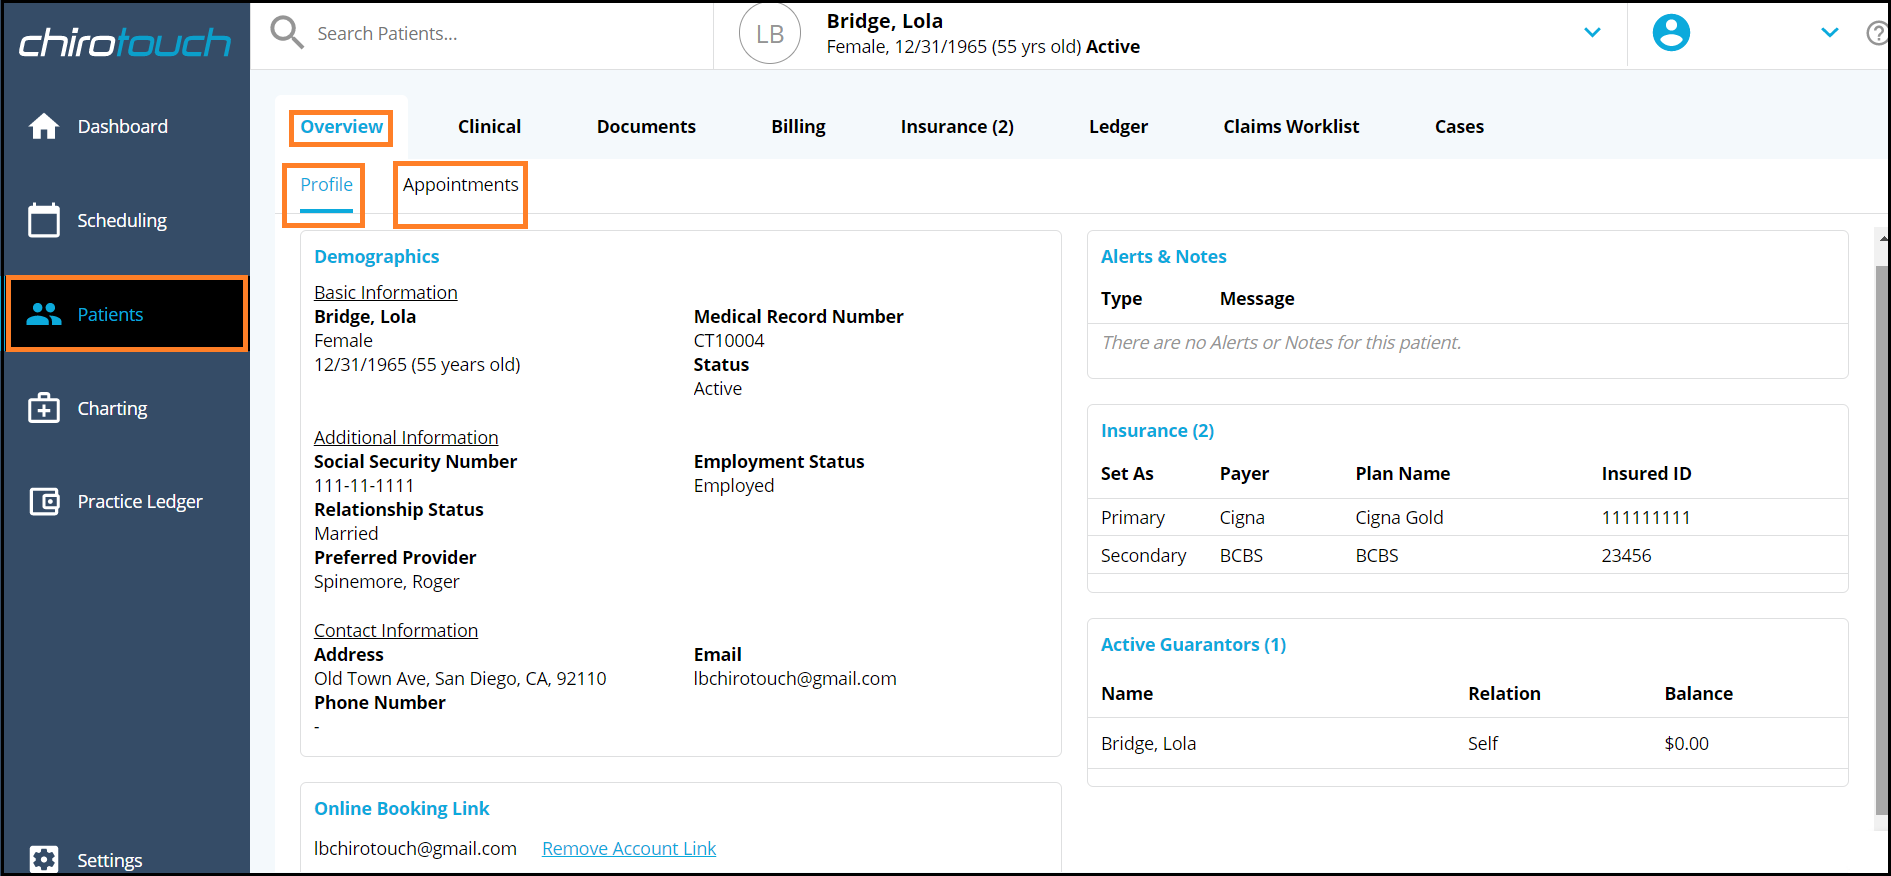 chirotouch
Search Patients...
LB
Bridge, Lola
Female, 12/31/1965 (55 yrs old) Active
?
Dashboard
Scheduling
Patients
Charting
Practice Ledger
Settings
Overview
Clinical
Documents
Billing
Insurance (2)
Ledger
Claims Worklist
Cases
Profile
Appointments
Demographics
Basic Information
Bridge, Lola
Female
12/31/1965 (55 years old)
Medical Record Number
CT10004
Status
Active
Additional Information
Social Security Number
111-11-1111
Relationship Status
Married
Preferred Provider
Spinemore, Roger
Employment Status
Employed
Contact Information
Address
Old Town Ave, San Diego, CA, 92110
Phone Number
-
Email
lbchirotouch@gmail.com
Online Booking Link
lbchirotouch@gmail.com Remove Account Link
Alerts & Notes
Type Message
There are no Alerts or Notes for this patient.
Insurance (2)
Set As Payer Plan Name Insured ID
Primary Cigna Cigna Gold 111111111
Secondary BCBS BCBS 23456
Active Guarantors (1)
Name Relation Balance
Bridge, Lola Self $0.00